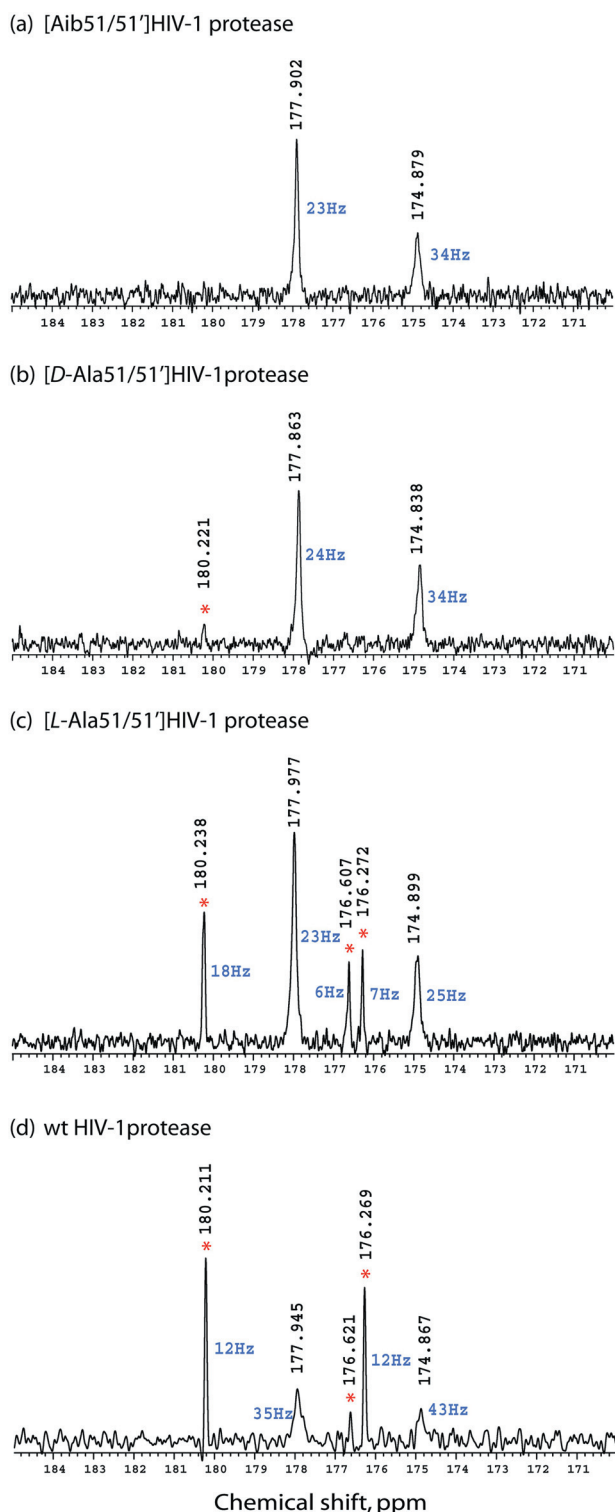 (a) [Aib51/51′]HIV-1 protease
177.902
174.879
23Hz
34Hz
184 183 182 181 180 179 178 177 176 175 174 173 172 171
(b) [D-Ala51/51′]HIV-1protease
177.863
180.221
174.838
*
24Hz
34Hz
184 183 182 181 180 179 178 177 176 175 174 173 172 171
(c) [L-Ala51/51′]HIV-1 protease
177.977
180.238
176.607
176.272
174.899
* * *
23Hz
18Hz
6Hz
7Hz
25Hz
184 183 182 181 180 179 178 177 176 175 174 173 172 171
(d) wt HIV-1protease
180.211
176.269
177.945
176.621
174.867
* * *
12Hz
12Hz
35Hz
43Hz
184 183 182 181 180 179 178 177 176 175 174 173 172 171
Chemical shift, ppm